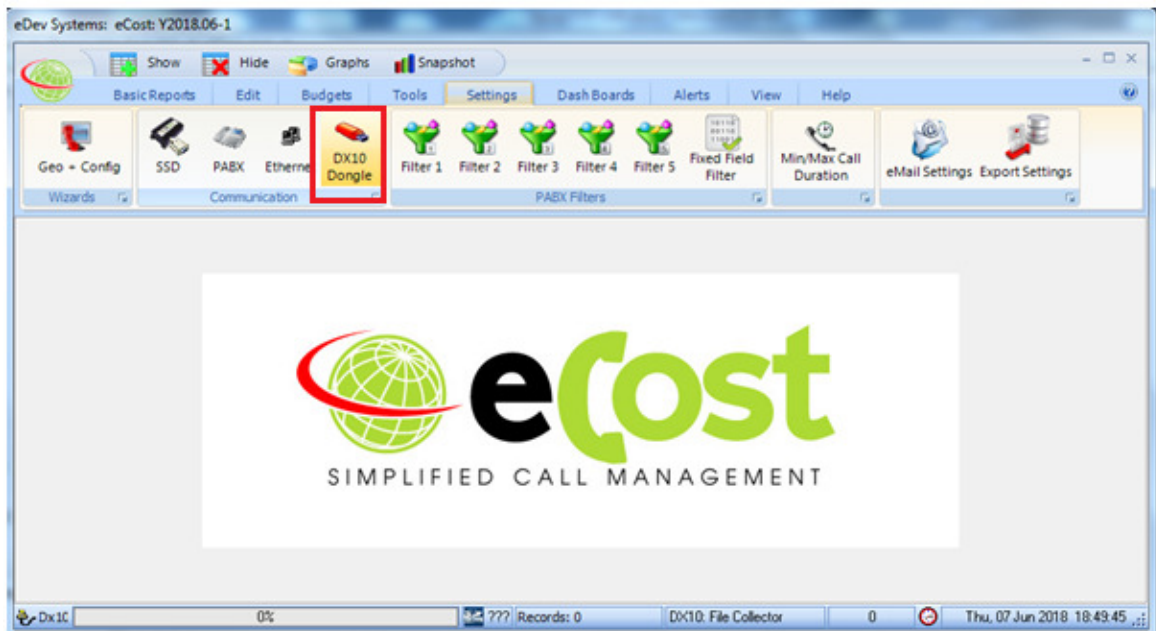 eDev Systems: eCost: Y2018.06-1
Show Hide Graphs Snapshot
Basic Reports Edit Budgets Tools Settings Dash Boards Alerts View Help
Geo + Config SSD PABX Etherne DX10 Dongle Filter 1 Filter 2 Filter 3 Filter 4 Filter 5 Fixed Field Filter Min/Max Call Duration eMail Settings Export Settings
Wizards Communication PABX Filters
eCost
SIMPLIFIED CALL MANAGEMENT
Dx10 0% ??? Records: 0 DX10: File Collector 0 Thu, 07 Jun 2018 18:49:45